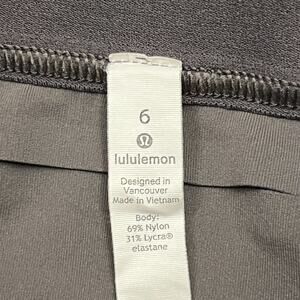 6
lululemon
Designed in
Vancouver
Made in Vietnam
Body:
69% Nylon
31% Lycra®
elastane